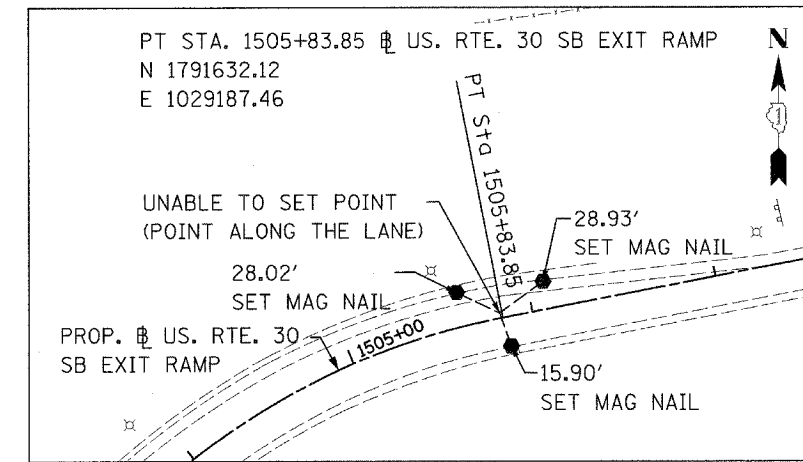 PT STA. 1505+83.85 ⅊ US. RTE. 30 SB EXIT RAMP
N 1791632.12
E 1029187.46
N
PT Sta 1505+83.85
UNABLE TO SET POINT
(POINT ALONG THE LANE)
28.93'
SET MAG NAIL
28.02'
SET MAG NAIL
PROP. ⅊ US. RTE. 30
SB EXIT RAMP
1505+00
15.90'
SET MAG NAIL
1